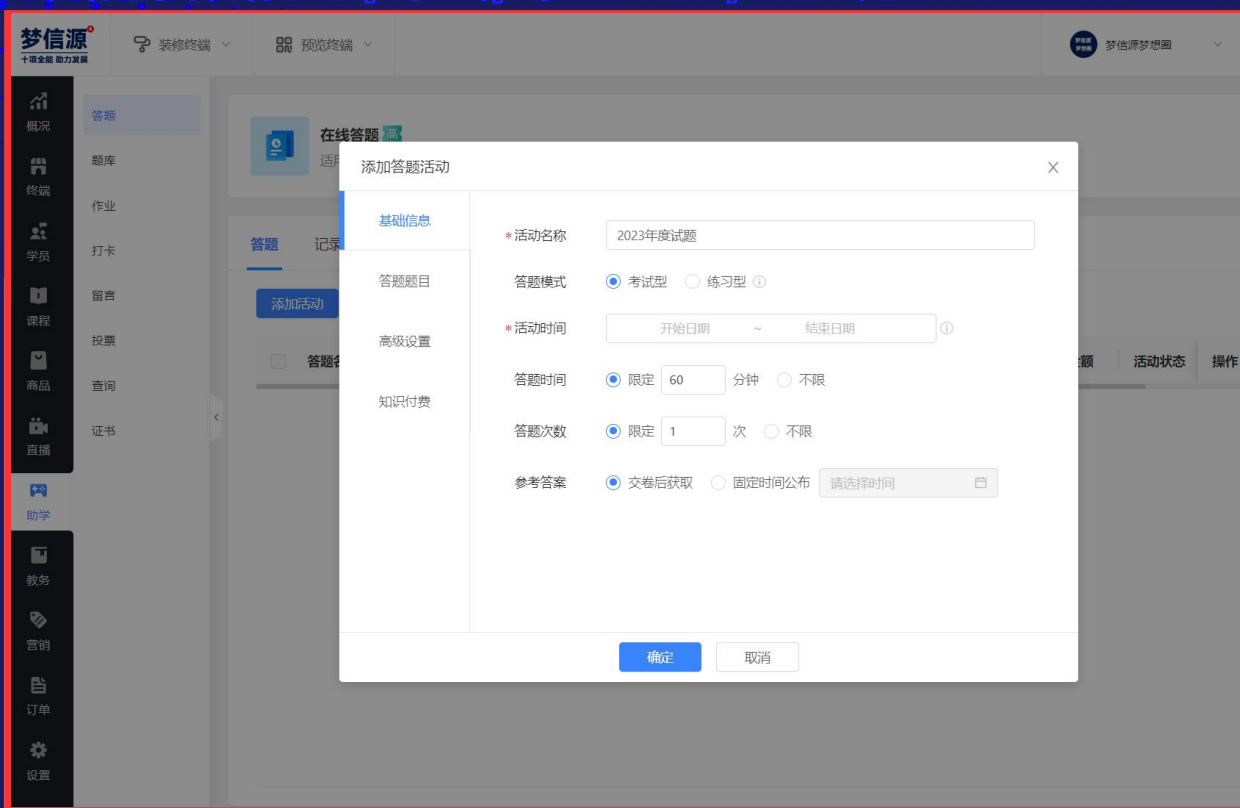 梦信源®
十项全能 助力发展
装修终端
预览终端
梦信源
梦想圈
梦信源梦想圈
概况
终端
学员
课程
商品
直播
助学
教务
营销
订单
设置
答题
题库
作业
打卡
留言
投票
查询
证书
在线答题 高
适用
答题
记录
添加活动
答题名
金额
活动状态
操作
添加答题活动
基础信息
答题题目
高级设置
知识付费
*活动名称 2023年度试题
答题模式 考试型 练习型
*活动时间 开始日期 ~ 结束日期
答题时间 限定 60 分钟 不限
答题次数 限定 1 次 不限
参考答案 交卷后获取 固定时间公布 请选择时间
确定
取消